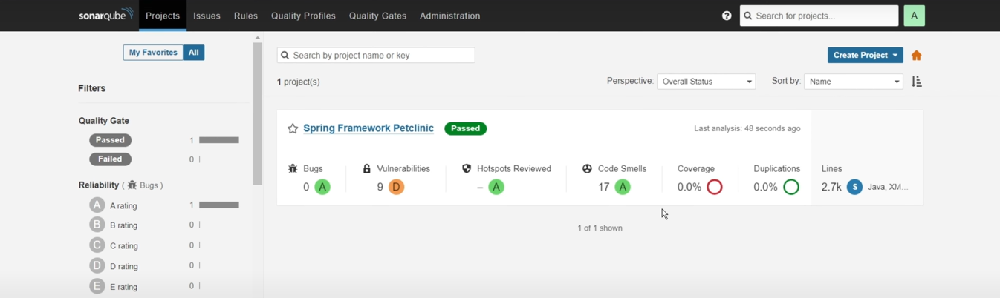 sonarqube Projects Issues Rules Quality Profiles Quality Gates Administration ? Search for projects... A
My Favorites All
Search by project name or key Create Project
1 project(s) Perspective: Overall Status Sort by: Name
Filters
Quality Gate
Passed 1
Failed 0
Reliability ( Bugs )
A A rating 1
B B rating 0
C C rating 0
D D rating 0
E E rating 0
Spring Framework Petclinic Passed Last analysis: 48 seconds ago
Bugs Vulnerabilities Hotspots Reviewed Code Smells Coverage Duplications Lines
0 A 9 D – A 17 A 0.0% 0.0% 2.7k S Java, XM...
1 of 1 shown